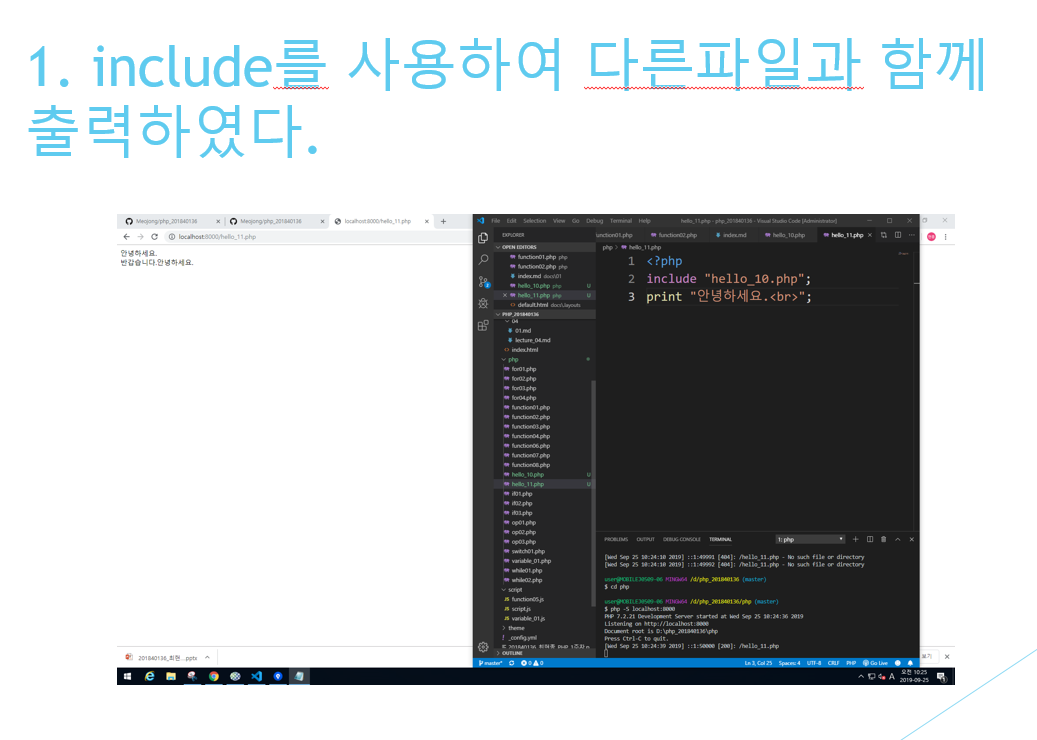 1. include를 사용하여 다른파일과 함께
출력하였다.
Meojong/php_201840136
Meojong/php_201840136
localhost:8000/hello_11.php
localhost:8000/hello_11.php
안녕하세요.
반갑습니다.안녕하세요.
File Edit Selection View Go Debug Terminal Help
hello_11.php - php_201840136 - Visual Studio Code [Administrator]
EXPLORER
OPEN EDITORS
function01.php php
function02.php php
index.md doc\01
hello_10.php php U
hello_11.php php U
default.html doc\_layouts
PHP_201840136
04
01.md
lecture_04.md
index.html
php
for01.php
for02.php
for03.php
for04.php
function01.php
function02.php
function03.php
function04.php
function06.php
function07.php
function08.php
hello_10.php U
hello_11.php U
if01.php
if02.php
if03.php
op01.php
op02.php
op03.php
switch01.php
variable_01.php
while01.php
while02.php
script
function05.js
script.js
variable_01.js
theme
_config.yml
OUTLINE
unction01.php function02.php index.md hello_10.php hello_11.php
php > hello_11.php
1 <?php
2 include "hello_10.php";
3 print "안녕하세요.<br>";
PROBLEMS OUTPUT DEBUG CONSOLE TERMINAL 1: php
[Wed Sep 25 10:24:10 2019] ::1:49991 [404]: /hello_11.php - No such file or directory
[Wed Sep 25 10:24:10 2019] ::1:49992 [404]: /hello_11.php - No such file or directory
user@MOBILE30509-06 MINGW64 /d/php_201840136 (master)
$ cd php
user@MOBILE30509-06 MINGW64 /d/php_201840136/php (master)
$ php -S localhost:8000
PHP 7.2.21 Development Server started at Wed Sep 25 10:24:36 2019
Listening on http://localhost:8000
Document root is D:\php_201840136\php
Press Ctrl-C to quit.
[Wed Sep 25 10:24:39 2019] ::1:50000 [200]: /hello_11.php
master* 0 0 Ln 3, Col 25 Spaces: 4 UTF-8 CRLF PHP Go Live
201840136_최현....pptx
보기
A
오전 10:25
2019-09-25